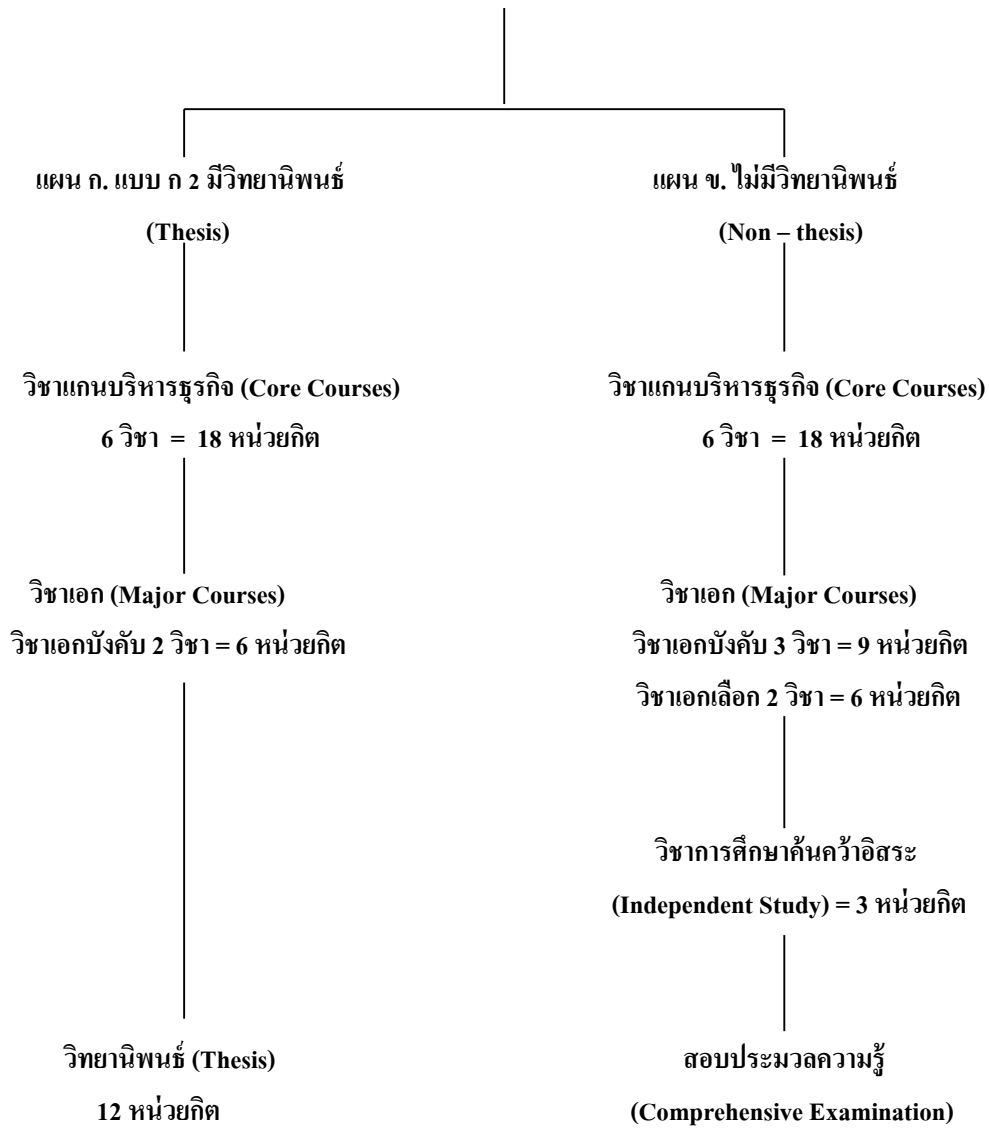 แผน ก. แบบ ก 2 มีวิทยานิพนธ์
(Thesis)
วิชาแกนบริหารธุรกิจ (Core Courses)
6 วิชา = 18 หน่วยกิต
วิชาเอก (Major Courses)
วิชาเอกบังคับ 2 วิชา = 6 หน่วยกิต
วิทยานิพนธ์ (Thesis)
12 หน่วยกิต
แผน ข. ไม่มีวิทยานิพนธ์
(Non – thesis)
วิชาแกนบริหารธุรกิจ (Core Courses)
6 วิชา = 18 หน่วยกิต
วิชาเอก (Major Courses)
วิชาเอกบังคับ 3 วิชา = 9 หน่วยกิต
วิชาเอกเลือก 2 วิชา = 6 หน่วยกิต
วิชาการศึกษาค้นคว้าอิสระ
(Independent Study) = 3 หน่วยกิต
สอบประมวลความรู้
(Comprehensive Examination)